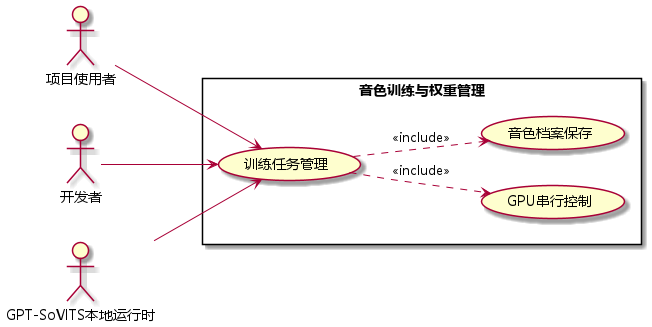 项目使用者
音色训练与权重管理
«include»
音色档案保存
训练任务管理
«include»
开发者
GPU串行控制
GPT-SoVITS本地运行时